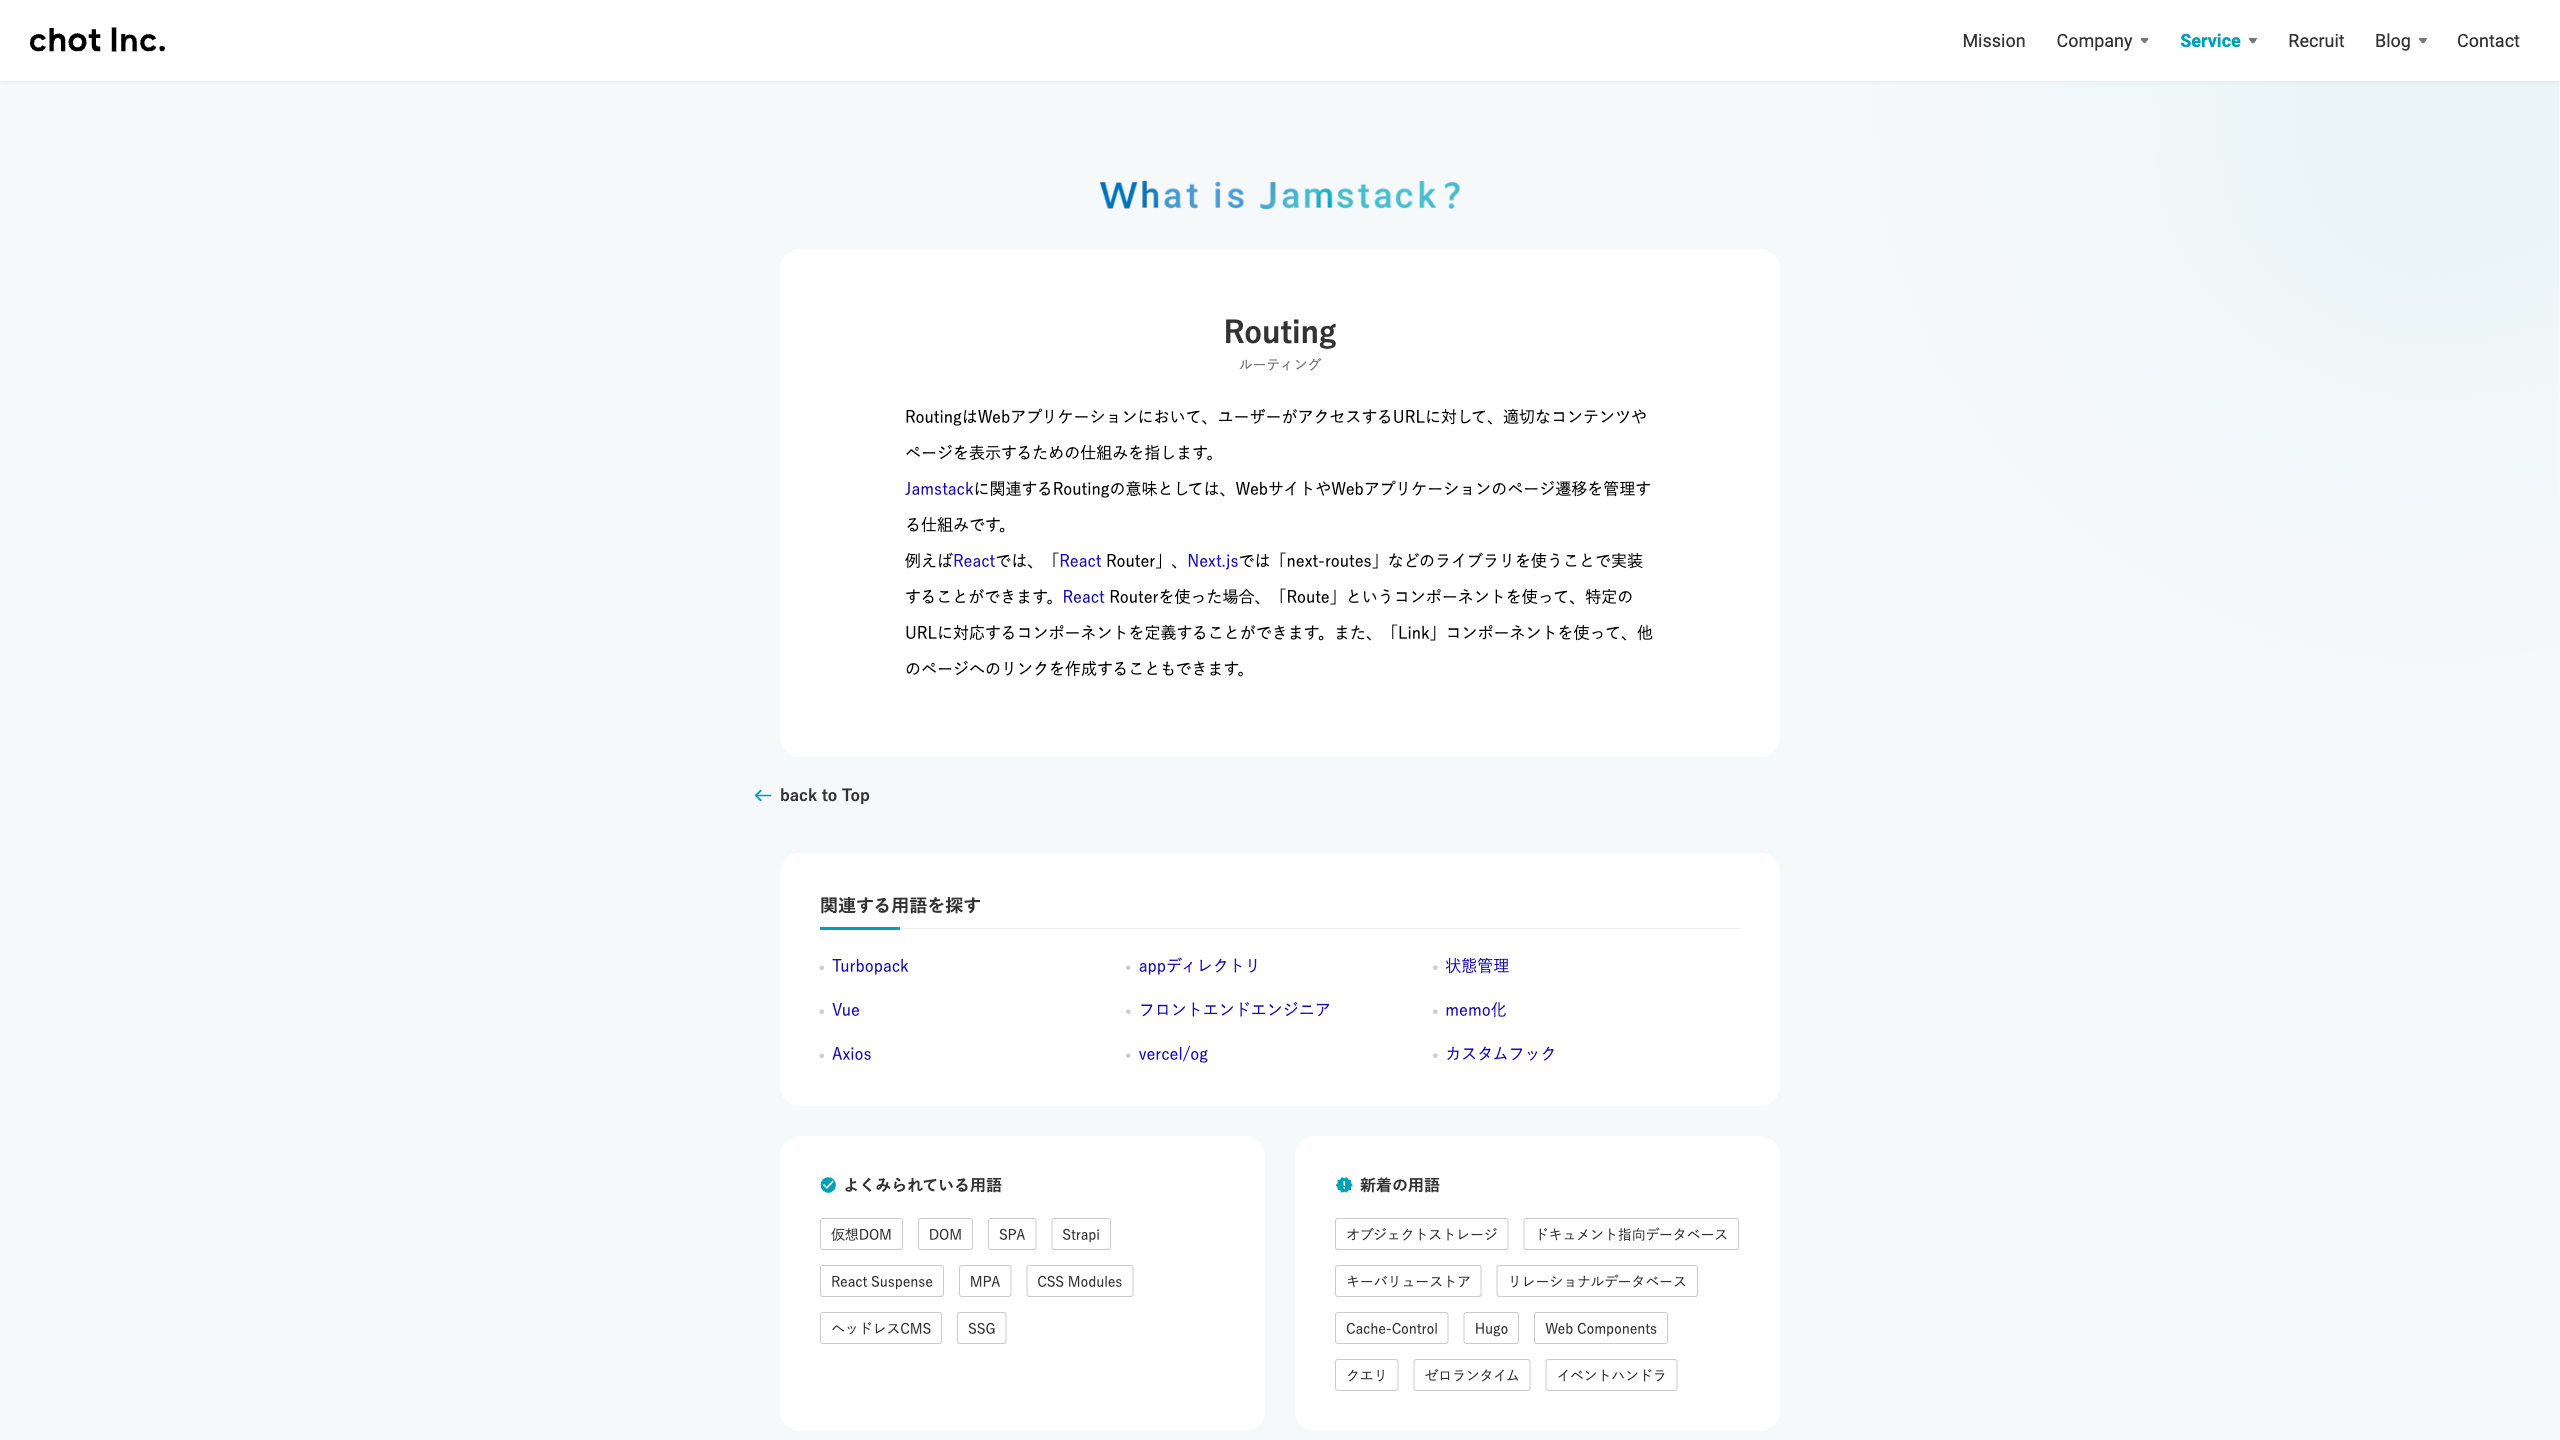 chot Inc.
Mission Company Service Recruit Blog Contact
What is Jamstack?
Routing
ルーティング
RoutingはWebアプリケーションにおいて、ユーザーがアクセスするURLに対して、適切なコンテンツや
ページを表示するための仕組みを指します。
Jamstackに関連するRoutingの意味としては、WebサイトやWebアプリケーションのページ遷移を管理す
る仕組みです。
例えばReactでは、「React Router」、Next.jsでは「next-routes」などのライブラリを使うことで実装
することができます。React Routerを使った場合、「Route」というコンポーネントを使って、特定の
URLに対応するコンポーネントを定義することができます。また、「Link」コンポーネントを使って、他
のページへのリンクを作成することもできます。
back to Top
関連する用語を探す
Turbopack appディレクトリ 状態管理
Vue フロントエンドエンジニア memo化
Axios vercel/og カスタムフック
よくみられている用語
仮想DOM DOM SPA Strapi
React Suspense MPA CSS Modules
ヘッドレスCMS SSG
新着の用語
オブジェクトストレージ ドキュメント指向データベース
キーバリューストア リレーショナルデータベース
Cache-Control Hugo Web Components
クエリ ゼロランタイム イベントハンドラ